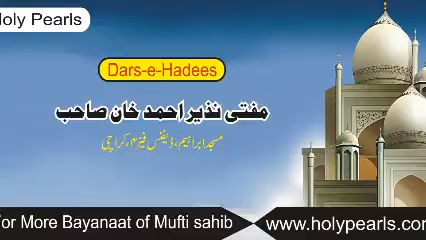 Holy Pearls
Dars-e-Hadees
مفتی نذیر احمد خان صاحب
مسجد ابراہیم، ڈیفنس فیز ۴، کراچی
For More Bayanaat of Mufti sahib
www.holypearls.com